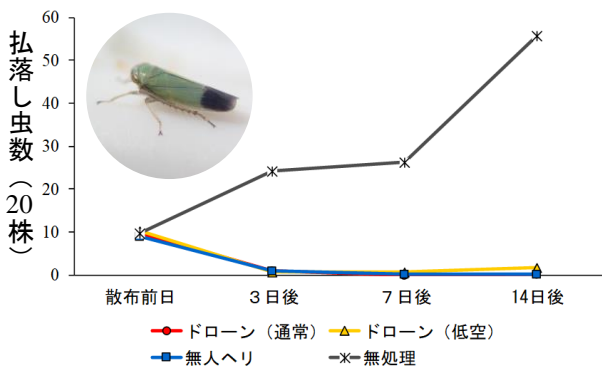 払落し虫数（20株）
60
50
40
30
20
10
0
散布前日 ３日後 ７日後 14日後
ドローン（通常） ドローン（低空）
無人ヘリ 無処理